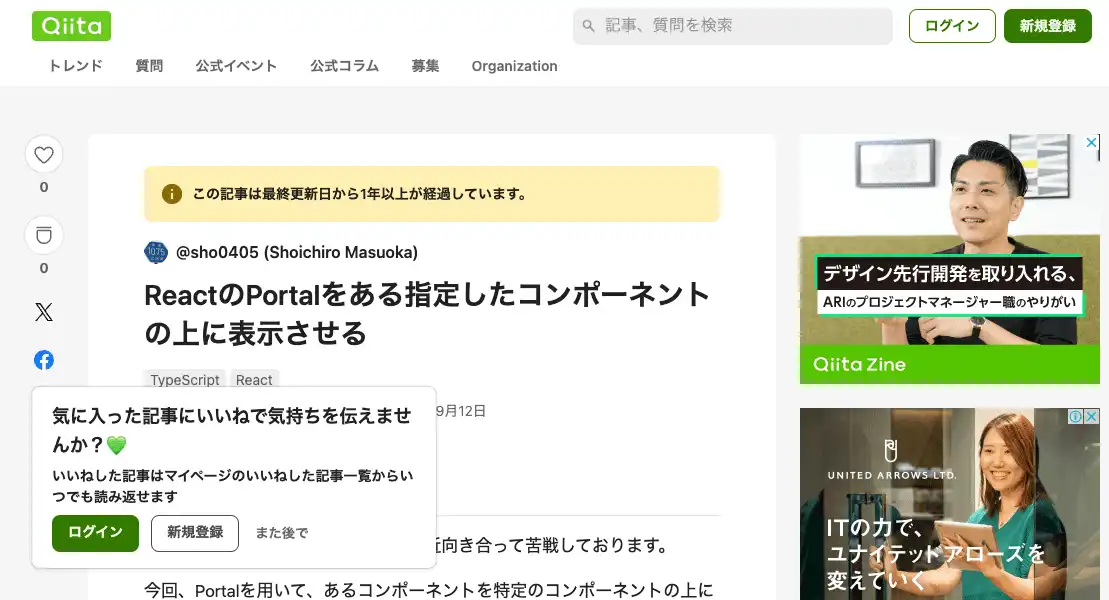 Qiita
記事、質問を検索
ログイン
新規登録
トレンド
質問
公式イベント
公式コラム
募集
Organization
0
0
この記事は最終更新日から1年以上が経過しています。
@sho0405 (Shoichiro Masuoka)
ReactのPortalをある指定したコンポーネント
の上に表示させる
TypeScript
React
9月12日
気に入った記事にいいねで気持ちを伝えませ
んか？💚
いいねした記事はマイページのいいねした記事一覧からい
つでも読み返せます
ログイン
新規登録
また後で
向き合って苦戦しております。
今回、Portalを用いて、あるコンポーネントを特定のコンポーネントの上に
デザイン先行開発を取り入れる、
ARIのプロジェクトマネージャー職のやりがい
Qiita Zine
UNITED ARROWS LTD.
ITの力で、
ユナイテッドアローズを
変えていく